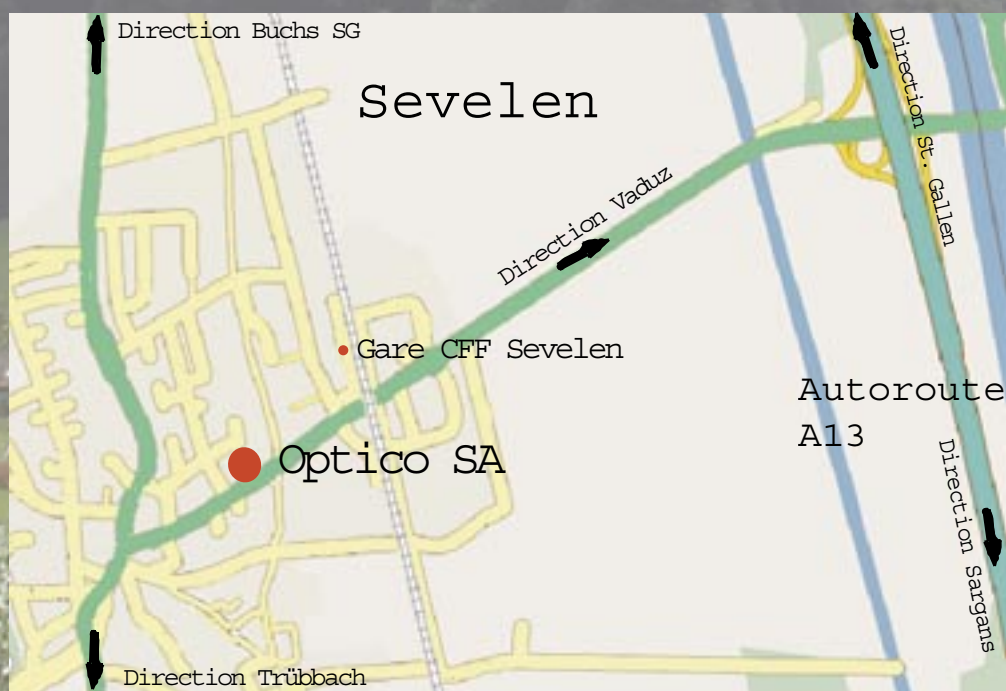 Direction Buchs SG
Sevelen
Direction St. Gallen
Direction Vaduz
Gare CFF Sevelen
Autoroute
A13
Optico SA
Direction Sargans
Direction Trübbach